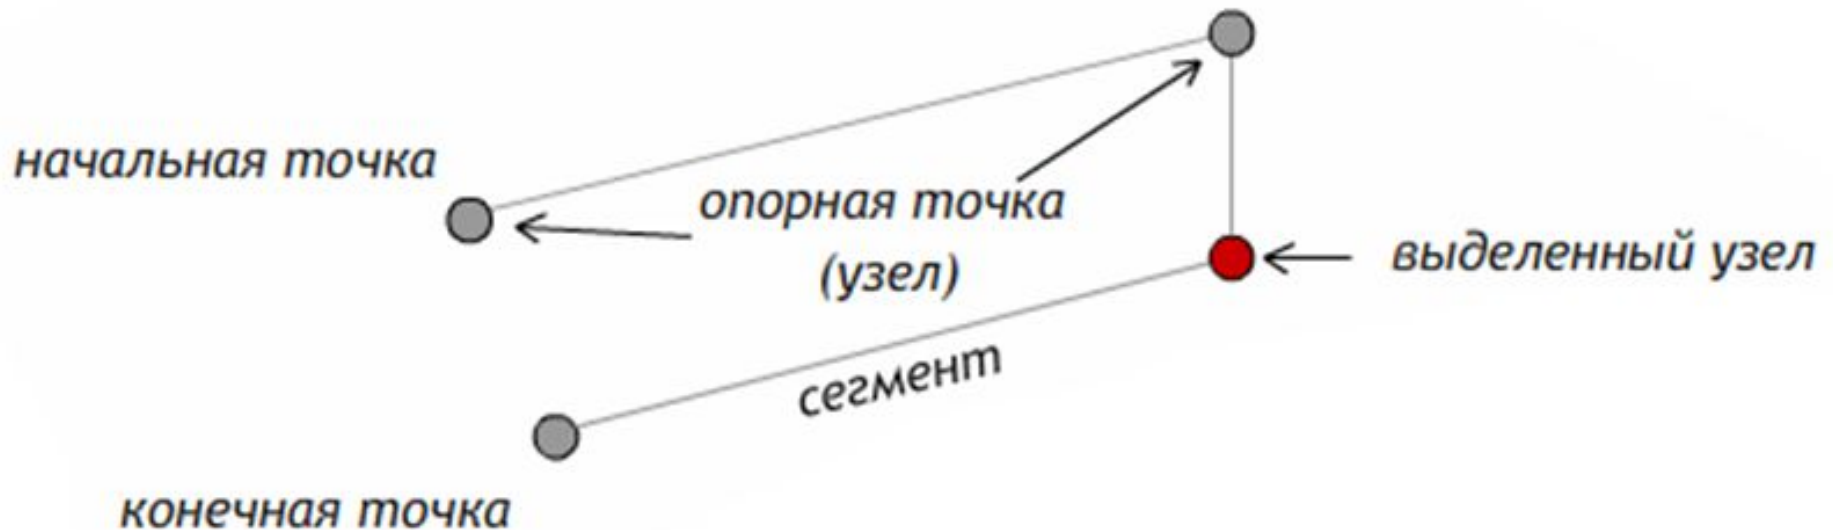 начальная точка
опорная точка
(узел)
выделенный узел
сегмент
конечная точка